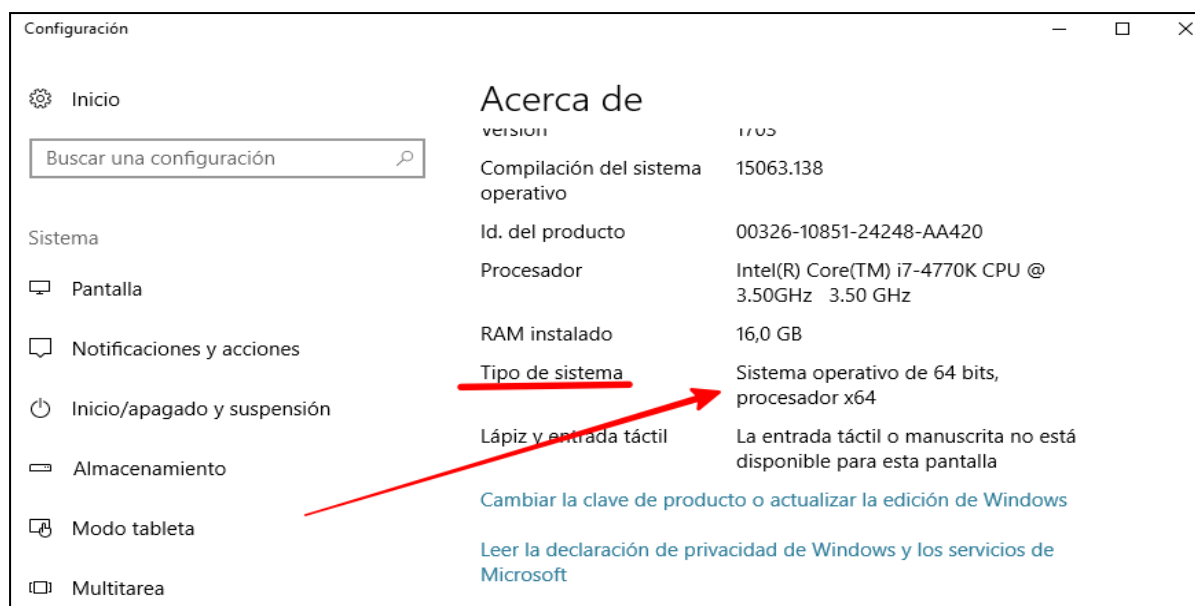 Configuración
Inicio
Buscar una configuración
Sistema
Pantalla
Notificaciones y acciones
Inicio/apagado y suspensión
Almacenamiento
Modo tableta
Multitarea
Acerca de
Versión 1703
Compilación del sistema 15063.138
operativo
Id. del producto 00326-10851-24248-AA420
Procesador Intel(R) Core(TM) i7-4770K CPU @
3.50GHz 3.50 GHz
RAM instalado 16,0 GB
Tipo de sistema Sistema operativo de 64 bits,
procesador x64
Lápiz y entrada táctil La entrada táctil o manuscrita no está
disponible para esta pantalla
Cambiar la clave de producto o actualizar la edición de Windows
Leer la declaración de privacidad de Windows y los servicios de
Microsoft